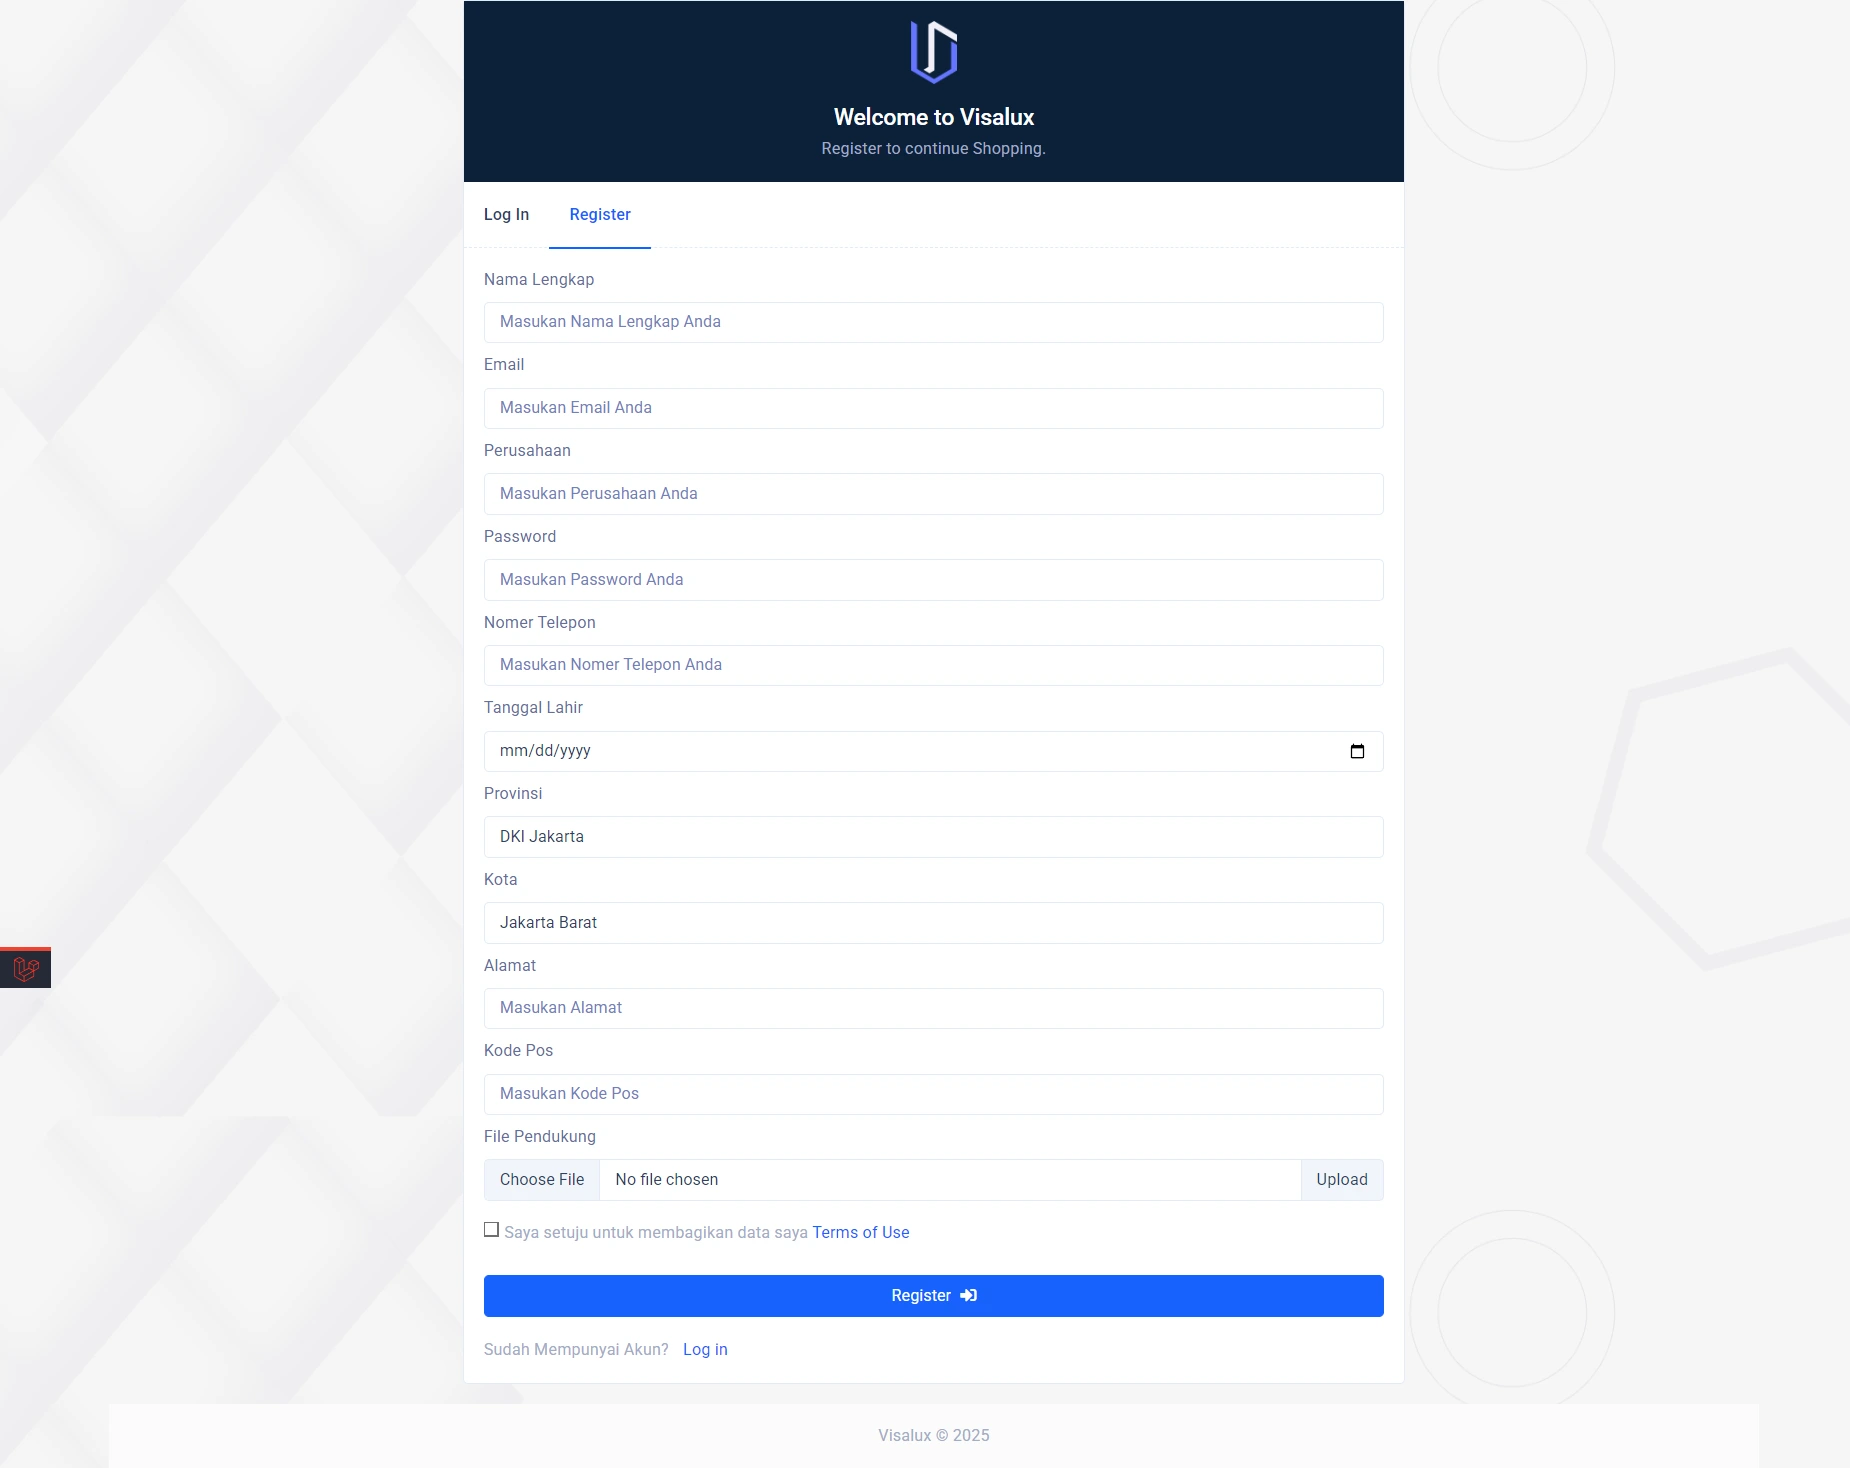 Welcome to Visalux
Register to continue Shopping.
Log In
Register
Nama Lengkap
Masukan Nama Lengkap Anda
Email
Masukan Email Anda
Perusahaan
Masukan Perusahaan Anda
Password
Masukan Password Anda
Nomer Telepon
Masukan Nomer Telepon Anda
Tanggal Lahir
mm/dd/yyyy
Provinsi
DKI Jakarta
Kota
Jakarta Barat
Alamat
Masukan Alamat
Kode Pos
Masukan Kode Pos
File Pendukung
Choose File No file chosen Upload
Saya setuju untuk membagikan data saya Terms of Use
Register
Sudah Mempunyai Akun? Log in
Visalux © 2025